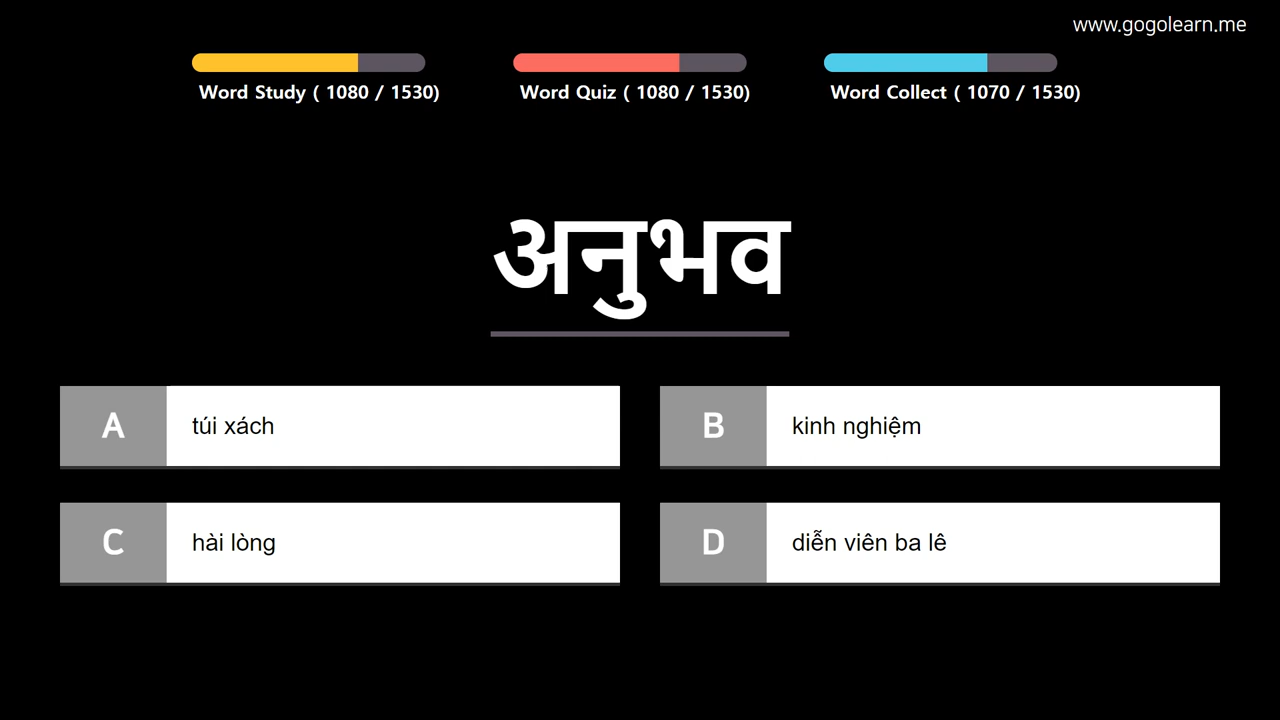 www.gogolearn.me
Word Study ( 1080 / 1530)
Word Quiz ( 1080 / 1530)
Word Collect ( 1070 / 1530)
अनुभव
A
túi xách
B
kinh nghiệm
C
hài lòng
D
diễn viên ba lê